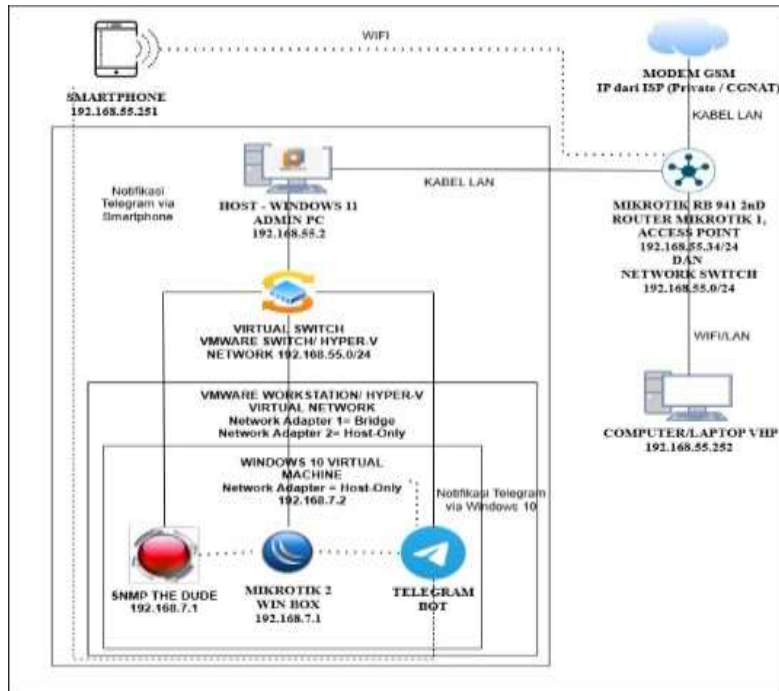 WIFI
SMARTPHONE
192.168.55.251
MODEM GSM
IP dari ISP (Private / CGNAT)
KABEL LAN
Notifikasi
Telegram via
Smartphone
HOST - WINDOWS 11
ADMIN PC
192.168.55.2
KABEL LAN
MIKROTIK RB 941 2nD
ROUTER MIKROTIK 1,
ACCESS POINT
192.168.55.34/24
DAN
NETWORK SWITCH
192.168.55.0/24
VIRTUAL SWITCH
VMWARE SWITCH/ HYPER-V
NETWORK 192.168.55.0/24
WIFI/LAN
VMWARE WORKSTATION/ HYPER-V
VIRTUAL NETWORK
Network Adapter 1= Bridge
Network Adapter 2= Host-Only
COMPUTER/LAPTOP VHP
192.168.55.252
WINDOWS 10 VIRTUAL
MACHINE
Network Adapter = Host-Only
192.168.7.2
Notifikasi Telegram
via Windows 10
SNMP THE DUDE
192.168.7.1
MIKROTIK 2
WIN BOX
192.168.7.1
TELEGRAM
BOT